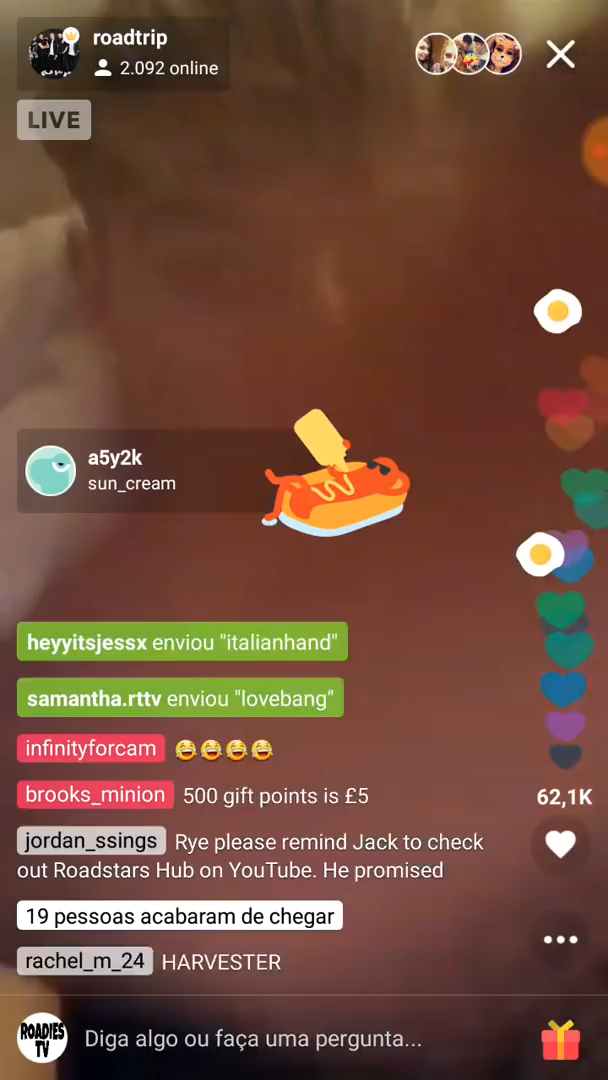 roadtrip
2.092 online
LIVE
a5y2k
sun_cream
heyyitsjessx enviou "italianhand"
samantha.rttv enviou "lovebang"
infinityforcam 😂😂😂😂
brooks_minion 500 gift points is £5
62,1K
jordan_ssings Rye please remind Jack to check
out Roadstars Hub on YouTube. He promised
19 pessoas acabaram de chegar
rachel_m_24 HARVESTER
ROADIES
TV
Diga algo ou faça uma pergunta...